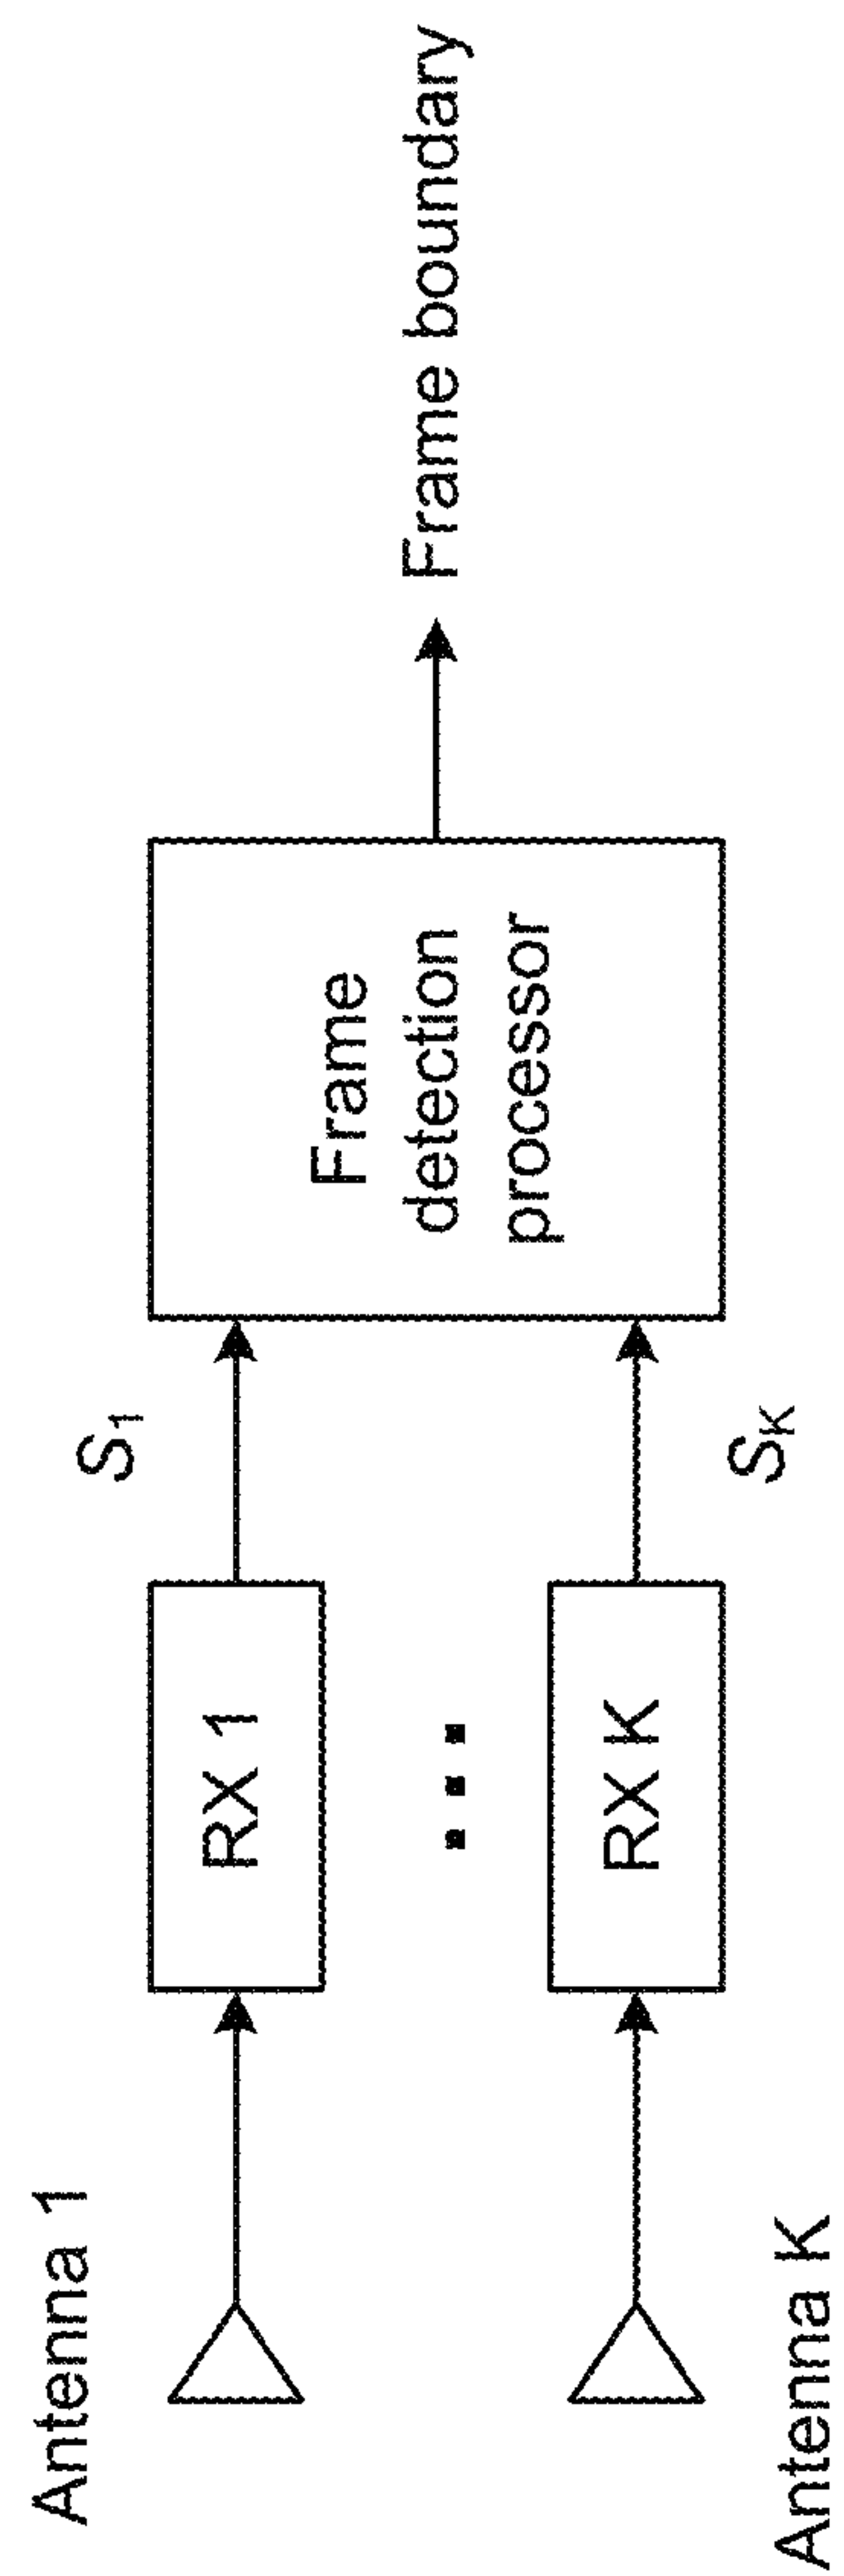 Antenna 1
RX 1
S1
Frame
detection
processor
Frame boundary
Antenna K
RX K
SK